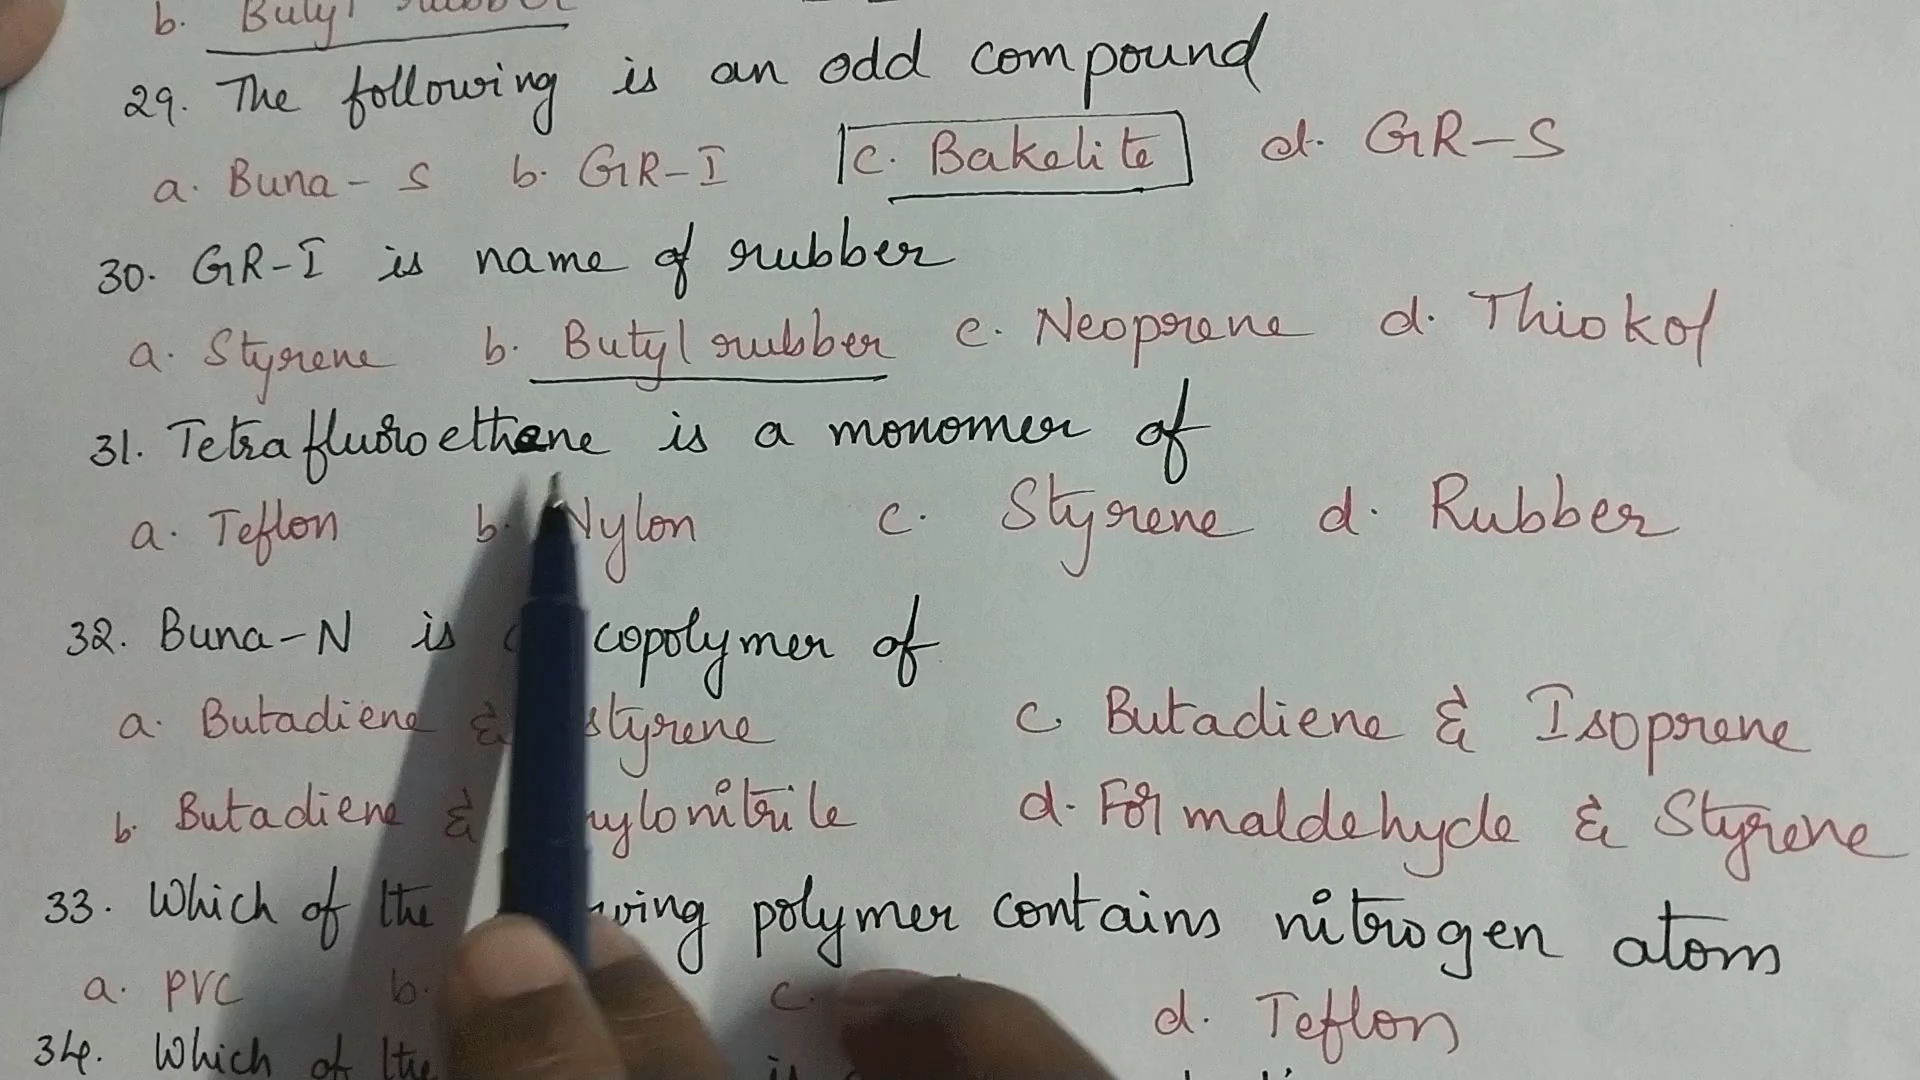 b. Butyl rubber
29. The following is an odd compound
a. Buna-S b. GR-I c. Bakelite d. GR-S
30. GR-I is name of rubber
a. Styrene b. Butyl rubber c. Neoprene d. Thiokol
31. Tetrafluoroethene is a monomer of
a. Teflon b. Nylon c. Styrene d. Rubber
32. Buna-N is copolymer of
a. Butadiene & styrene c Butadiene & Isoprene
b. Butadiene & d. Formaldehyde & Styrene
33. Which of the polymer contains nitrogen atom
a. PVC b. c. d. Teflon
34. Which of the is